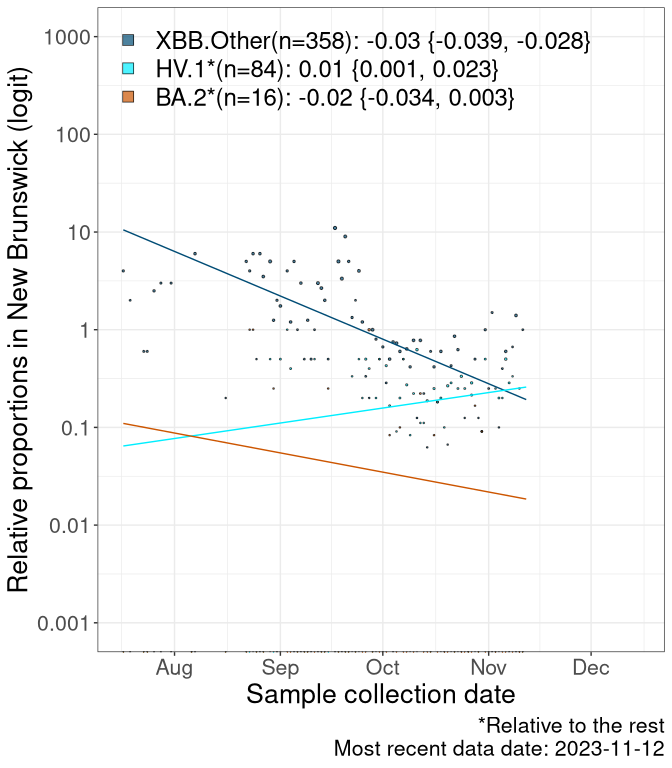 XBB.Other(n=358): -0.03 {-0.039, -0.028}
HV.1*(n=84): 0.01 {0.001, 0.023}
BA.2*(n=16): -0.02 {-0.034, 0.003}
Relative proportions in New Brunswick (logit)
1000
100
10
1
0.1
0.01
0.001
Aug Sep Oct Nov Dec
Sample collection date
*Relative to the rest
Most recent data date: 2023-11-12